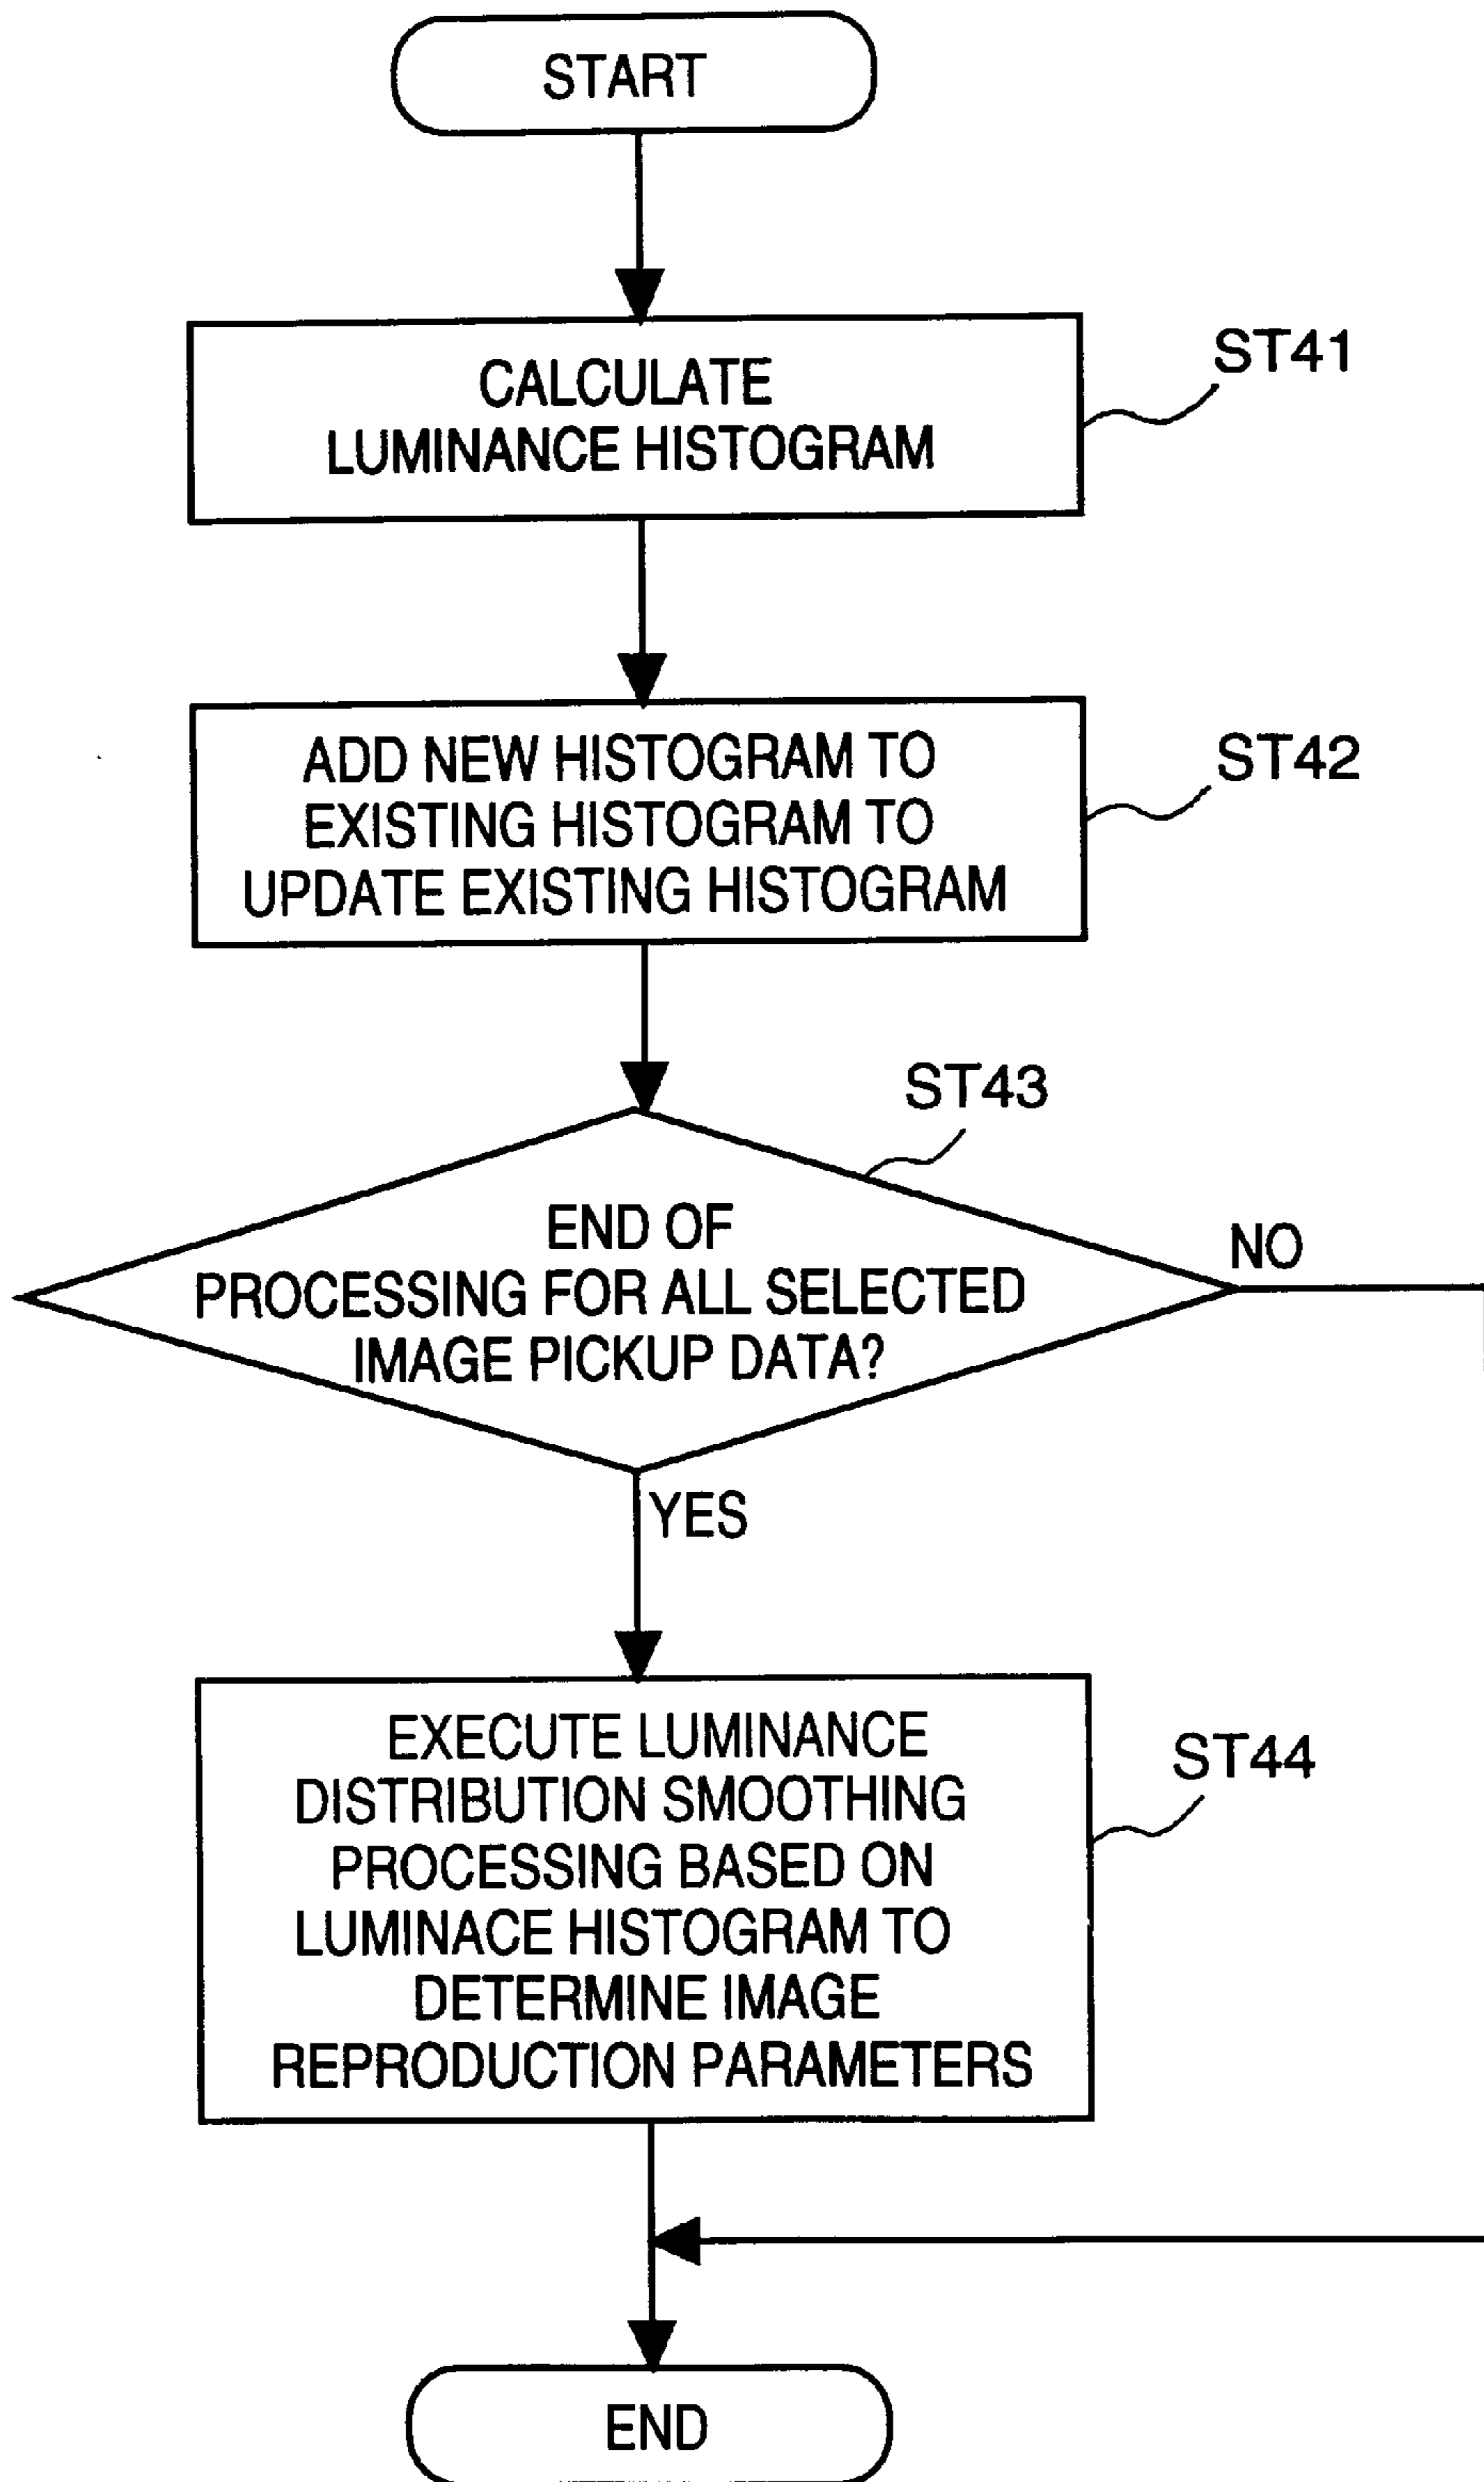 START
CALCULATE
LUMINANCE HISTOGRAM
ST41
ADD NEW HISTOGRAM TO
EXISTING HISTOGRAM TO
UPDATE EXISTING HISTOGRAM
ST42
ST43
END OF
PROCESSING FOR ALL SELECTED
IMAGE PICKUP DATA?
NO
YES
EXECUTE LUMINANCE
DISTRIBUTION SMOOTHING
PROCESSING BASED ON
LUMINACE HISTOGRAM TO
DETERMINE IMAGE
REPRODUCTION PARAMETERS
ST44
END